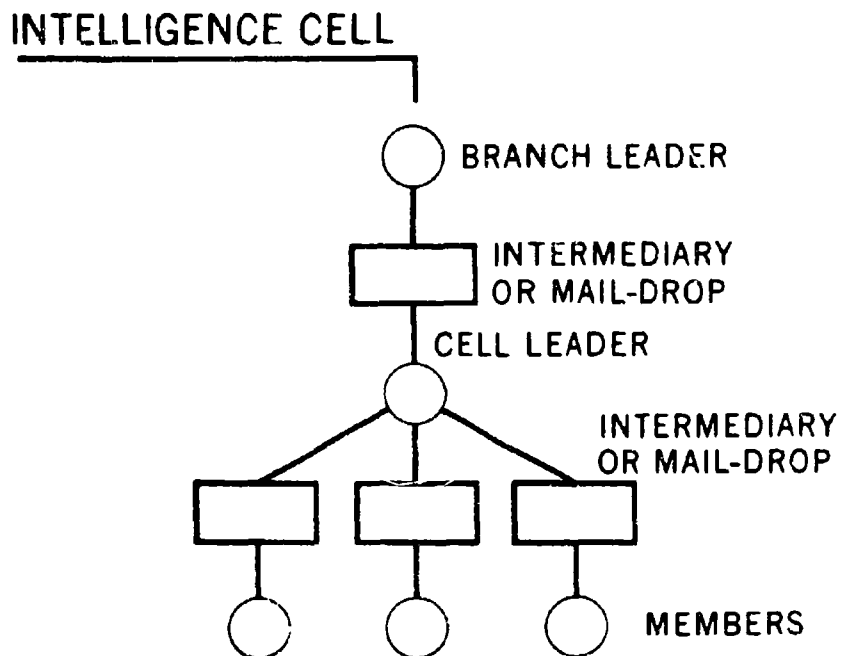 INTELLIGENCE CELL
BRANCH LEADER
INTERMEDIARY
OR MAIL-DROP
CELL LEADER
INTERMEDIARY
OR MAIL-DROP
MEMBERS